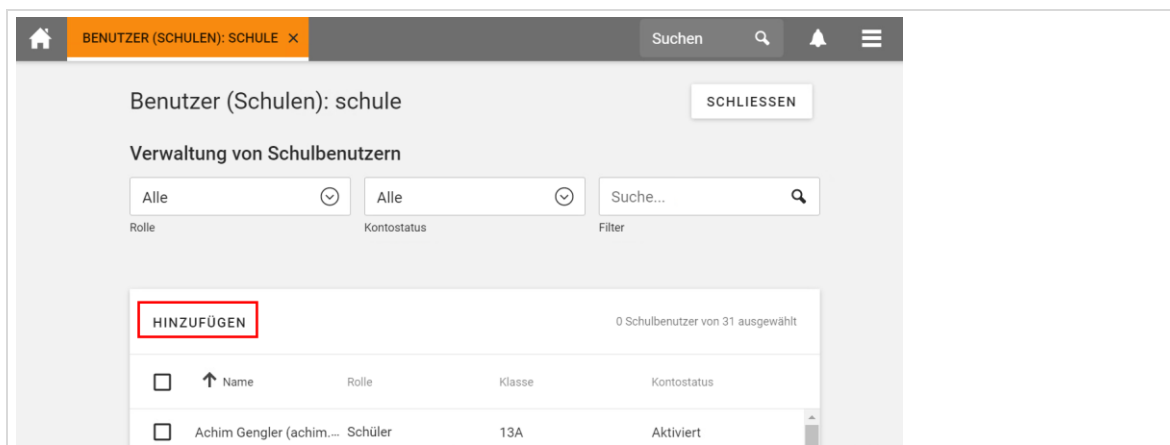 BENUTZER (SCHULEN): SCHULE ×
Suchen
Benutzer (Schulen): schule
SCHLIESSEN
Verwaltung von Schulbenutzern
Alle Alle Suche...
Rolle Kontostatus Filter
HINZUFÜGEN 0 Schulbenutzer von 31 ausgewählt
Name Rolle Klasse Kontostatus
Achim Gengler (achim.... Schüler 13A Aktiviert